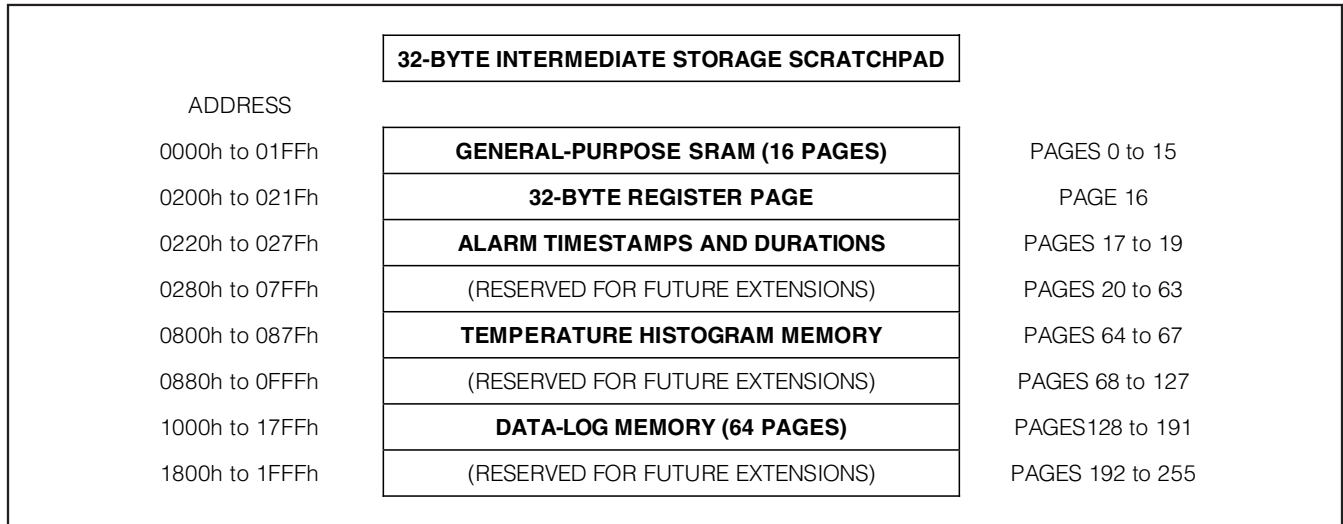 32-BYTE INTERMEDIATE STORAGE SCRATCHPAD
ADDRESS
0000h to 01FFh GENERAL-PURPOSE SRAM (16 PAGES) PAGES 0 to 15
0200h to 021Fh 32-BYTE REGISTER PAGE PAGE 16
0220h to 027Fh ALARM TIMESTAMPS AND DURATIONS PAGES 17 to 19
0280h to 07FFh (RESERVED FOR FUTURE EXTENSIONS) PAGES 20 to 63
0800h to 087Fh TEMPERATURE HISTOGRAM MEMORY PAGES 64 to 67
0880h to 0FFFh (RESERVED FOR FUTURE EXTENSIONS) PAGES 68 to 127
1000h to 17FFh DATA-LOG MEMORY (64 PAGES) PAGES128 to 191
1800h to 1FFFh (RESERVED FOR FUTURE EXTENSIONS) PAGES 192 to 255